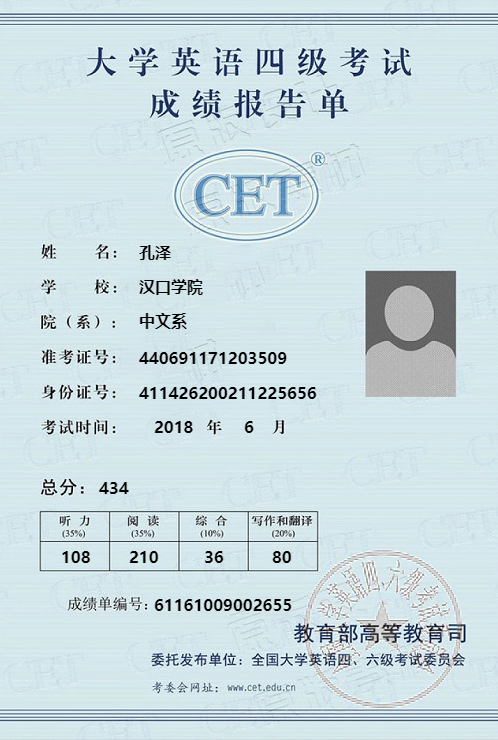 大学英语四级考试
成绩报告单
CET®
姓 名： 孔泽
学 校： 汉口学院
院（系）： 中文系
准考证号： 440691171203509
身份证号： 411426200211225656
考试时间： 2018 年 6 月
总分： 434
听 力 阅 读 综 合 写作和翻译
(35%) (35%) (10%) (20%)
108 210 36 80
成绩单编号： 61161009002655
教育部高等教育司
委托发布单位：全国大学英语四、六级考试委员会
考委会网址：www.cet.edu.cn